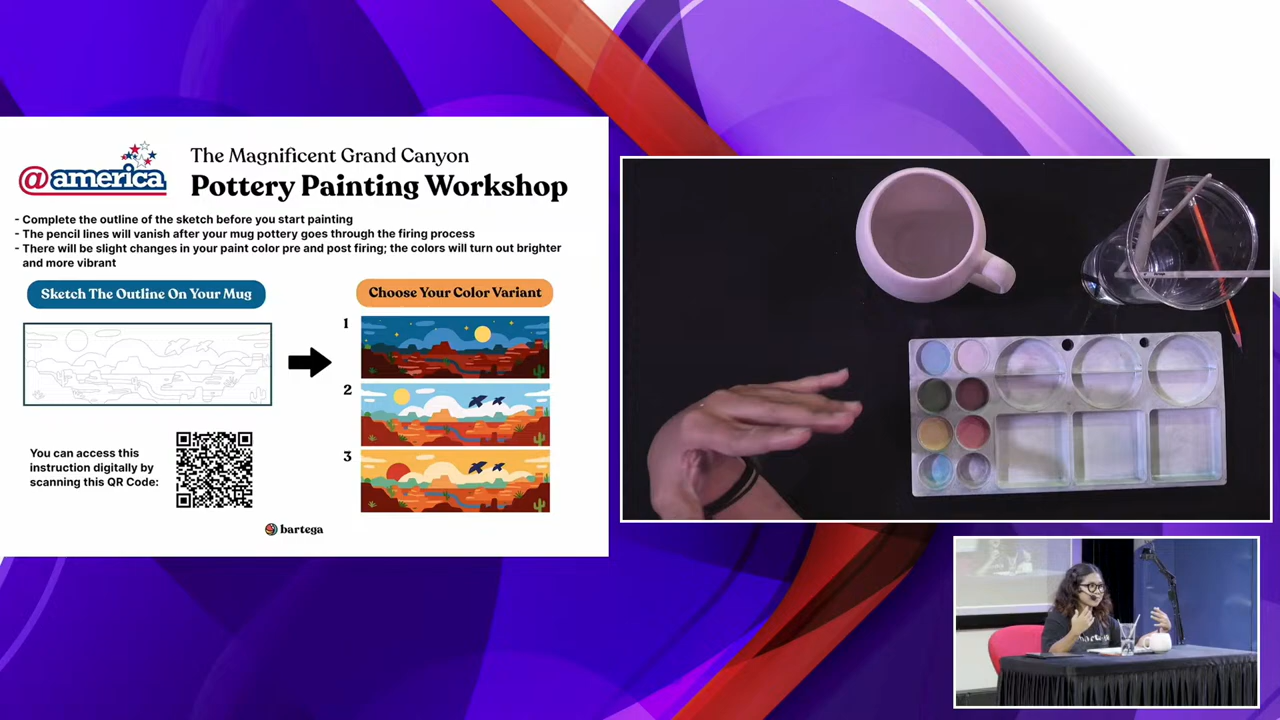 @america
The Magnificent Grand Canyon
Pottery Painting Workshop
- Complete the outline of the sketch before you start painting
- The pencil lines will vanish after your mug pottery goes through the firing process
- There will be slight changes in your paint color pre and post firing; the colors will turn out brighter
and more vibrant
Sketch The Outline On Your Mug
Choose Your Color Variant
1
2
3
You can access this
instruction digitally by
scanning this QR Code:
bartega